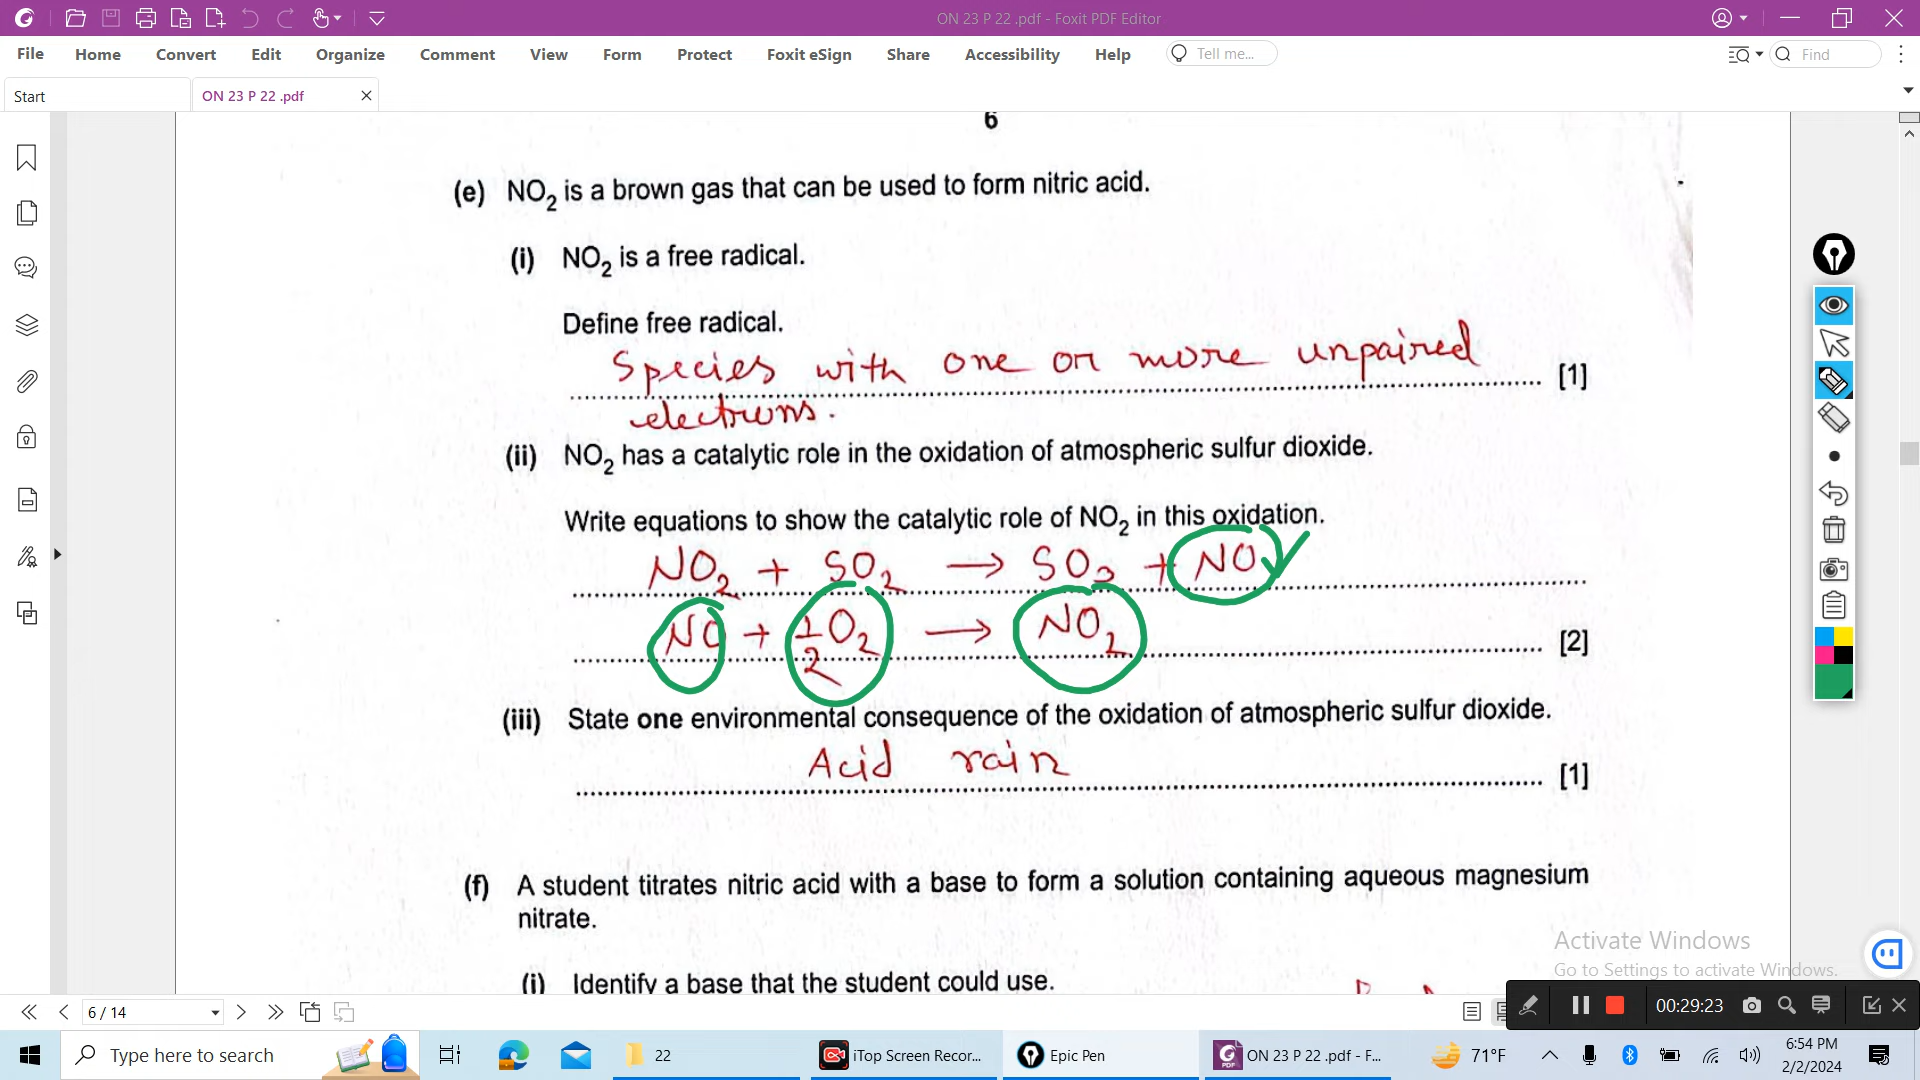 ON 23 P 22 .pdf - Foxit PDF Editor
File Home Convert Edit Organize Comment View Form Protect Foxit eSign Share Accessibility Help Tell me... Find
Start ON 23 P 22 .pdf
6
(e) NO2 is a brown gas that can be used to form nitric acid.
(i) NO2 is a free radical.
Define free radical.
Species with one or more unpaired
[1]
electrons.
(ii) NO2 has a catalytic role in the oxidation of atmospheric sulfur dioxide.
Write equations to show the catalytic role of NO2 in this oxidation.
NO2 + SO2 → SO3 + NO
NO + 1/2 O2 → NO2
[2]
(iii) State one environmental consequence of the oxidation of atmospheric sulfur dioxide.
Acid rain
[1]
(f) A student titrates nitric acid with a base to form a solution containing aqueous magnesium
nitrate.
(i) Identify a base that the student could use.
Activate Windows
Go to Settings to activate Windows.
6 / 14
00:29:23
Type here to search
22
iTop Screen Recor...
Epic Pen
ON 23 P 22 .pdf - F...
71°F
6:54 PM
2/2/2024